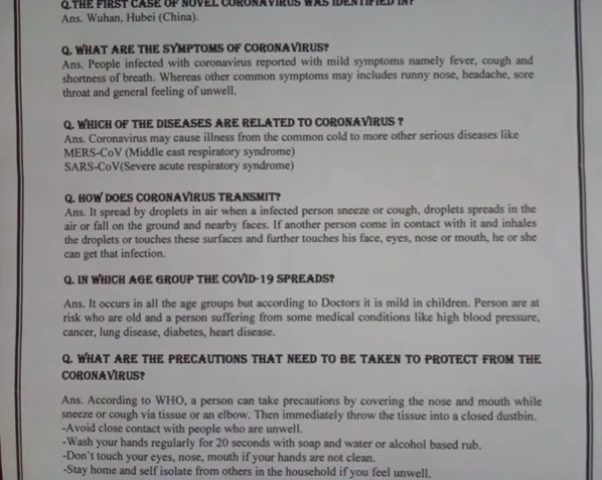 Q.THE FIRST CASE OF NOVEL CORONAVIRUS WAS IDENTIFIED IN?
Ans. Wuhan, Hubei (China).
Q. WHAT ARE THE SYMPTOMS OF CORONAVIRUS?
Ans. People infected with coronavirus reported with mild symptoms namely fever, cough and
shortness of breath. Whereas other common symptoms may includes runny nose, headache, sore
throat and general feeling of unwell.
Q. WHICH OF THE DISEASES ARE RELATED TO CORONAVIRUS ?
Ans. Coronavirus may cause illness from the common cold to more other serious diseases like
MERS-CoV (Middle east respiratory syndrome)
SARS-CoV(Severe acute respiratory syndrome)
Q. HOW DOES CORONAVIRUS TRANSMIT?
Ans. It spread by droplets in air when a infected person sneeze or cough, droplets spreads in the
air or fall on the ground and nearby faces. If another person come in contact with it and inhales
the droplets or touches these surfaces and further touches his face, eyes, nose or mouth, he or she
can get that infection.
Q. IN WHICH AGE GROUP THE COVID-19 SPREADS?
Ans. It occurs in all the age groups but according to Doctors it is mild in children. Person are at
risk who are old and a person suffering from some medical conditions like high blood pressure,
cancer, lung disease, diabetes, heart disease.
Q. WHAT ARE THE PRECAUTIONS THAT NEED TO BE TAKEN TO PROTECT FROM THE
CORONAVIRUS?
Ans. According to WHO, a person can take precautions by covering the nose and mouth while
sneeze or cough via tissue or an elbow. Then immediately throw the tissue into a closed dustbin.
-Avoid close contact with people who are unwell.
-Wash your hands regularly for 20 seconds with soap and water or alcohol based rub.
-Don't touch your eyes, nose, mouth if your hands are not clean.
-Stay home and self isolate from others in the household if you feel unwell.